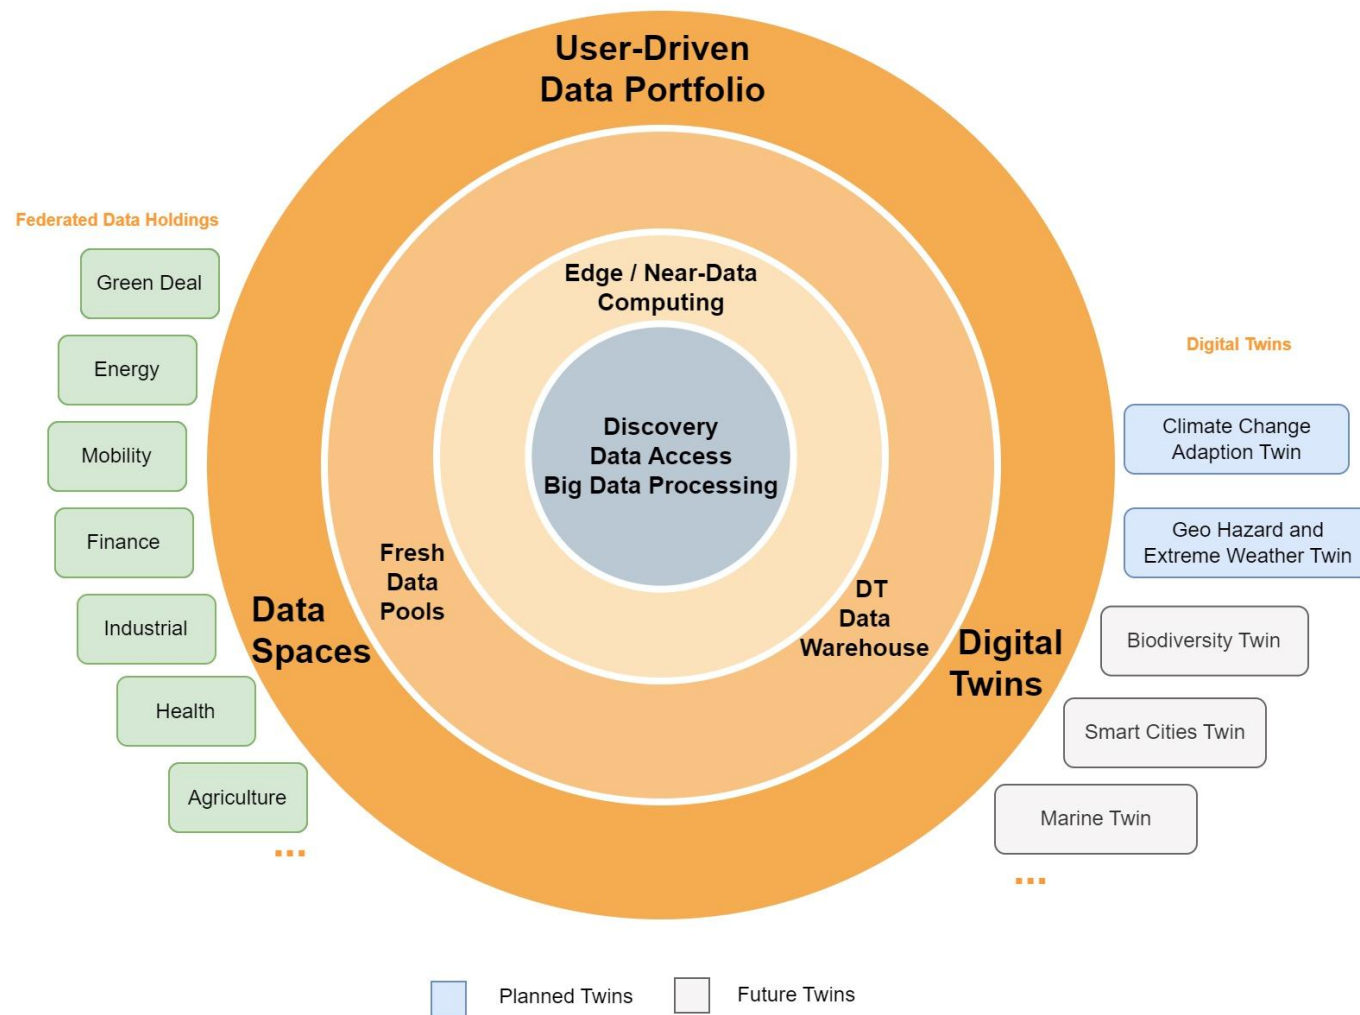 User-Driven
Data Portfolio
Federated Data Holdings
Green Deal
Energy
Mobility
Finance
Industrial
Health
Agriculture
...
Edge / Near-Data
Computing
Discovery
Data Access
Big Data Processing
Fresh
Data
Pools
DT
Data
Warehouse
Data
Spaces
Digital
Twins
Digital Twins
Climate Change
Adaption Twin
Geo Hazard and
Extreme Weather Twin
Biodiversity Twin
Smart Cities Twin
Marine Twin
...
Planned Twins
Future Twins